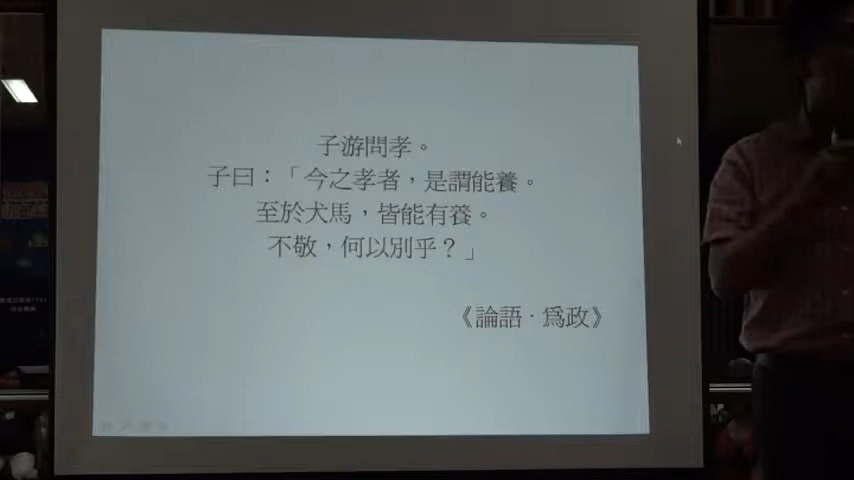 子游問孝。
子曰：「今之孝者，是謂能養。
至於犬馬，皆能有養。
不敬，何以別乎？」
《論語·爲政》